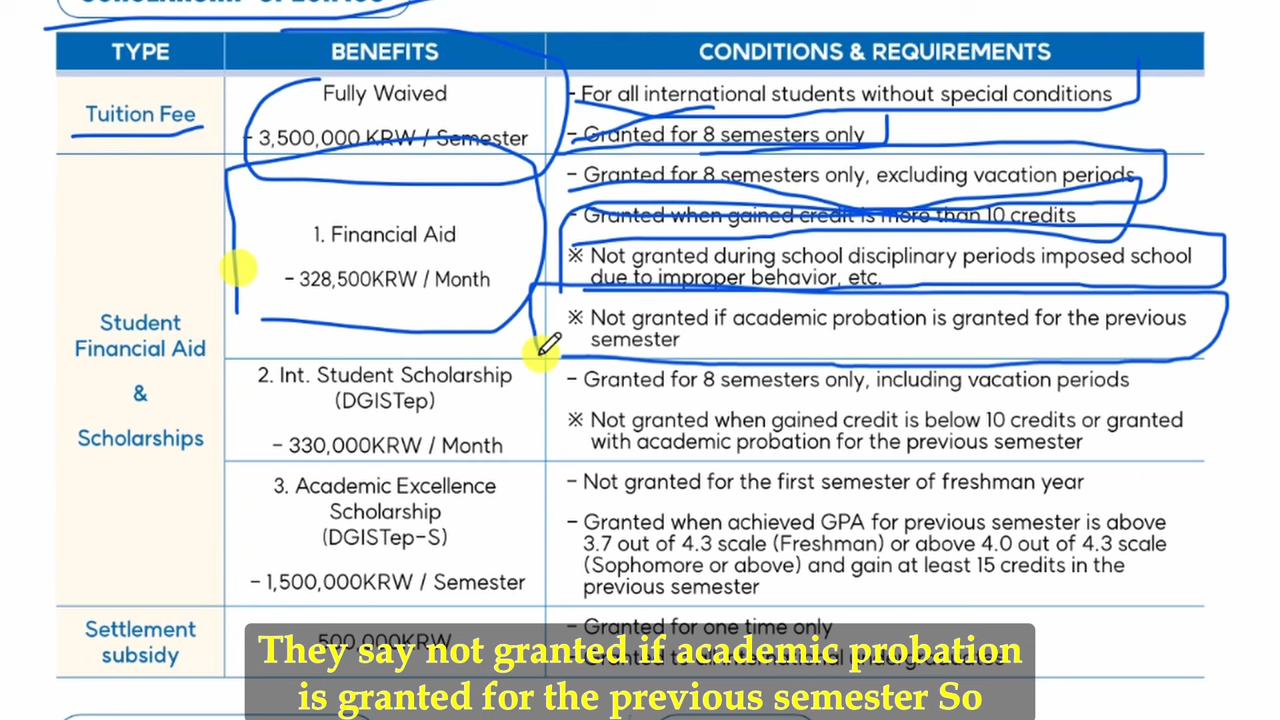 TYPE
BENEFITS
CONDITIONS & REQUIREMENTS
Tuition Fee
Fully Waived
- 3,500,000 KRW / Semester
- For all international students without special conditions
- Granted for 8 semesters only
Student
Financial Aid
&
Scholarships
1. Financial Aid
- 328,500KRW / Month
- Granted for 8 semesters only, excluding vacation periods
- Granted when gained credit is more than 10 credits
※ Not granted during school disciplinary periods imposed school
due to improper behavior, etc.
※ Not granted if academic probation is granted for the previous
semester
2. Int. Student Scholarship
(DGISTep)
- 330,000KRW / Month
- Granted for 8 semesters only, including vacation periods
※ Not granted when gained credit is below 10 credits or granted
with academic probation for the previous semester
3. Academic Excellence
Scholarship
(DGISTep-S)
- 1,500,000KRW / Semester
- Not granted for the first semester of freshman year
- Granted when achieved GPA for previous semester is above
3.7 out of 4.3 scale (Freshman) or above 4.0 out of 4.3 scale
(Sophomore or above) and gain at least 15 credits in the
previous semester
Settlement
subsidy
500,000KRW
- Granted for one time only
They say not granted if academic probation
is granted for the previous semester So